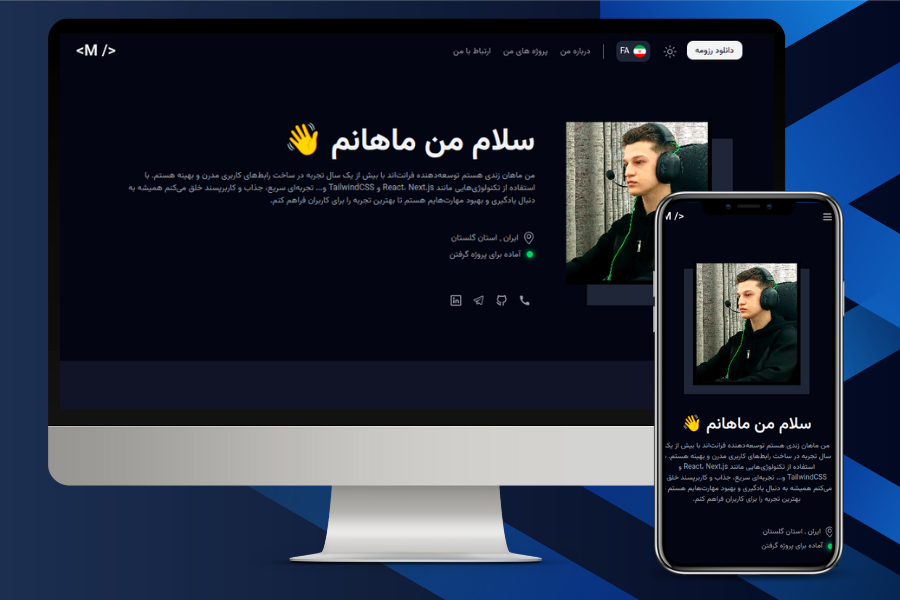 <M />
درباره من
پروژه های من
ارتباط با من
FA
دانلود رزومه
سلام من ماهانم 👋
من ماهان زندی هستم توسعه‌دهنده فرانت‌اند با بیش از یک سال تجربه در ساخت رابط‌های کاربری مدرن و بهینه هستم. با
استفاده از تکنولوژی‌هایی مانند React، Next.js و TailwindCSS و... تجربه‌ای سریع، جذاب و کاربرپسند خلق می‌کنم همیشه به
دنبال یادگیری و بهبود مهارت‌هایم هستم تا بهترین تجربه را برای کاربران فراهم کنم.
ایران , استان گلستان
آماده برای پروژه گرفتن
M />
سلام من ماهانم 👋
من ماهان زندی هستم توسعه‌دهنده فرانت‌اند با بیش از یک
سال تجربه در ساخت رابط‌های کاربری مدرن و بهینه هستم.
استفاده از تکنولوژی‌هایی مانند React، Next.js و
TailwindCSS و... تجربه‌ای سریع، جذاب و کاربرپسند خلق
می‌کنم همیشه به دنبال یادگیری و بهبود مهارت‌هایم هستم
بهترین تجربه را برای کاربران فراهم کنم.
ایران , استان گلستان
آماده برای پروژه گرفتن